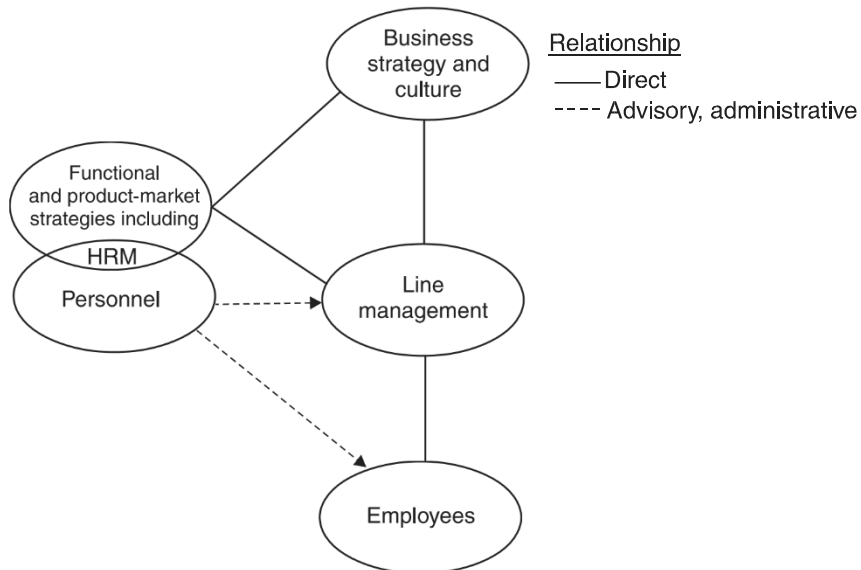 Business
strategy and
culture
Relationship
Direct
Advisory, administrative
Functional
and product-market
strategies including
HRM
Personnel
Line
management
Employees